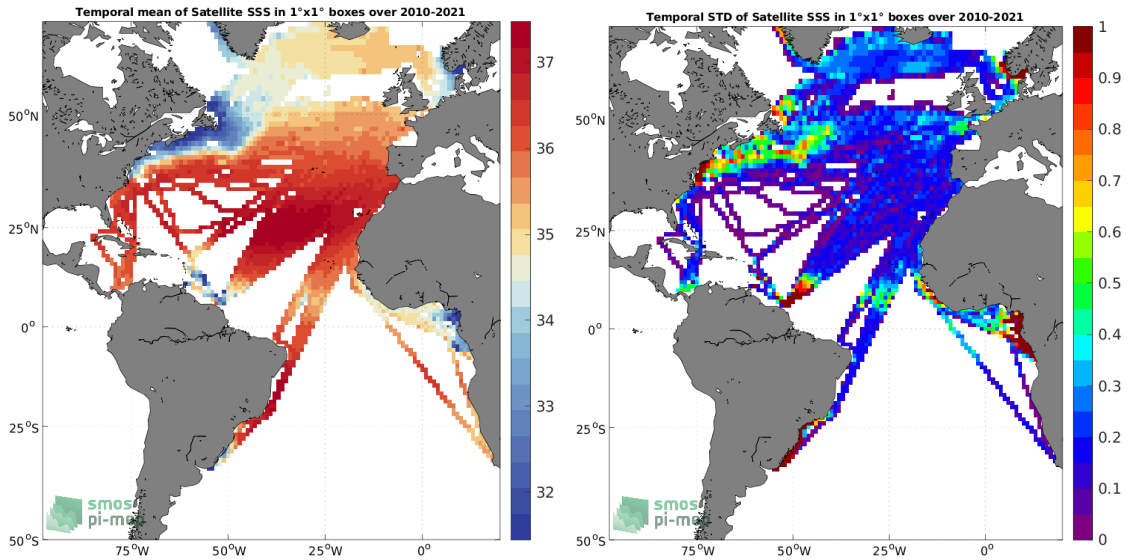 Temporal mean of Satellite SSS in 1°x1° boxes over 2010-2021
50°N
25°N
0°
25°S
50°S
75°W
50°W
25°W
0°
37
36
35
34
33
32
smos
pi-mep
Temporal STD of Satellite SSS in 1°x1° boxes over 2010-2021
50°N
25°N
0°
25°S
50°S
75°W
50°W
25°W
0°
1
0.9
0.8
0.7
0.6
0.5
0.4
0.3
0.2
0.1
0
smos
pi-mep